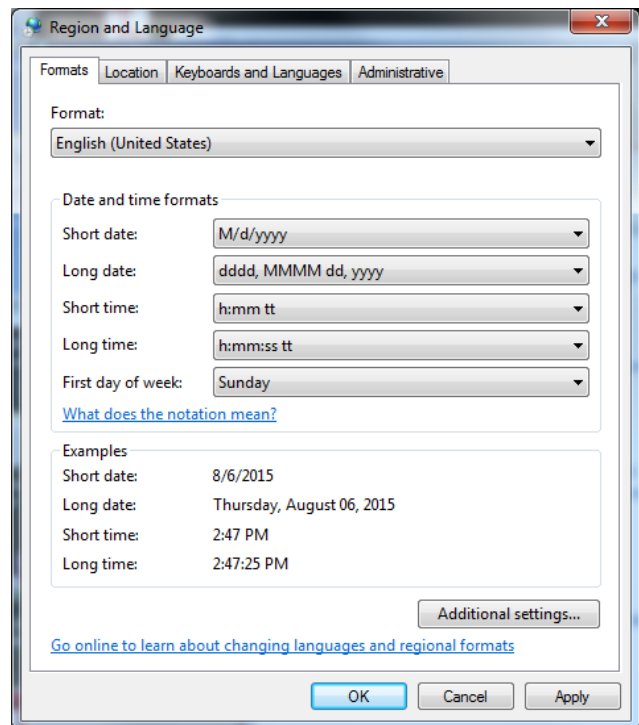 Region and Language
Formats Location Keyboards and Languages Administrative
Format:
English (United States)
Date and time formats
Short date: M/d/yyyy
Long date: dddd, MMMM dd, yyyy
Short time: h:mm tt
Long time: h:mm:ss tt
First day of week: Sunday
What does the notation mean?
Examples
Short date: 8/6/2015
Long date: Thursday, August 06, 2015
Short time: 2:47 PM
Long time: 2:47:25 PM
Additional settings...
Go online to learn about changing languages and regional formats
OK Cancel Apply